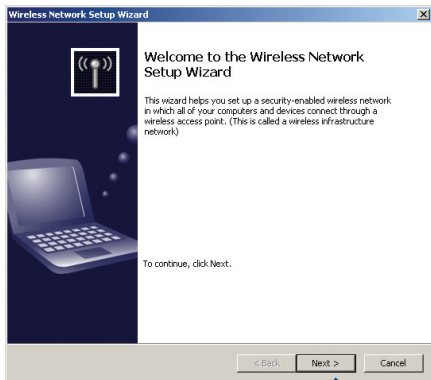 Wireless Network Setup Wizard
Welcome to the Wireless Network
Setup Wizard
This wizard helps you set up a security-enabled wireless network
in which all of your computers and devices connect through a
wireless access point. (This is called a wireless infrastructure
network)
To continue, click Next.
< Back Next > Cancel